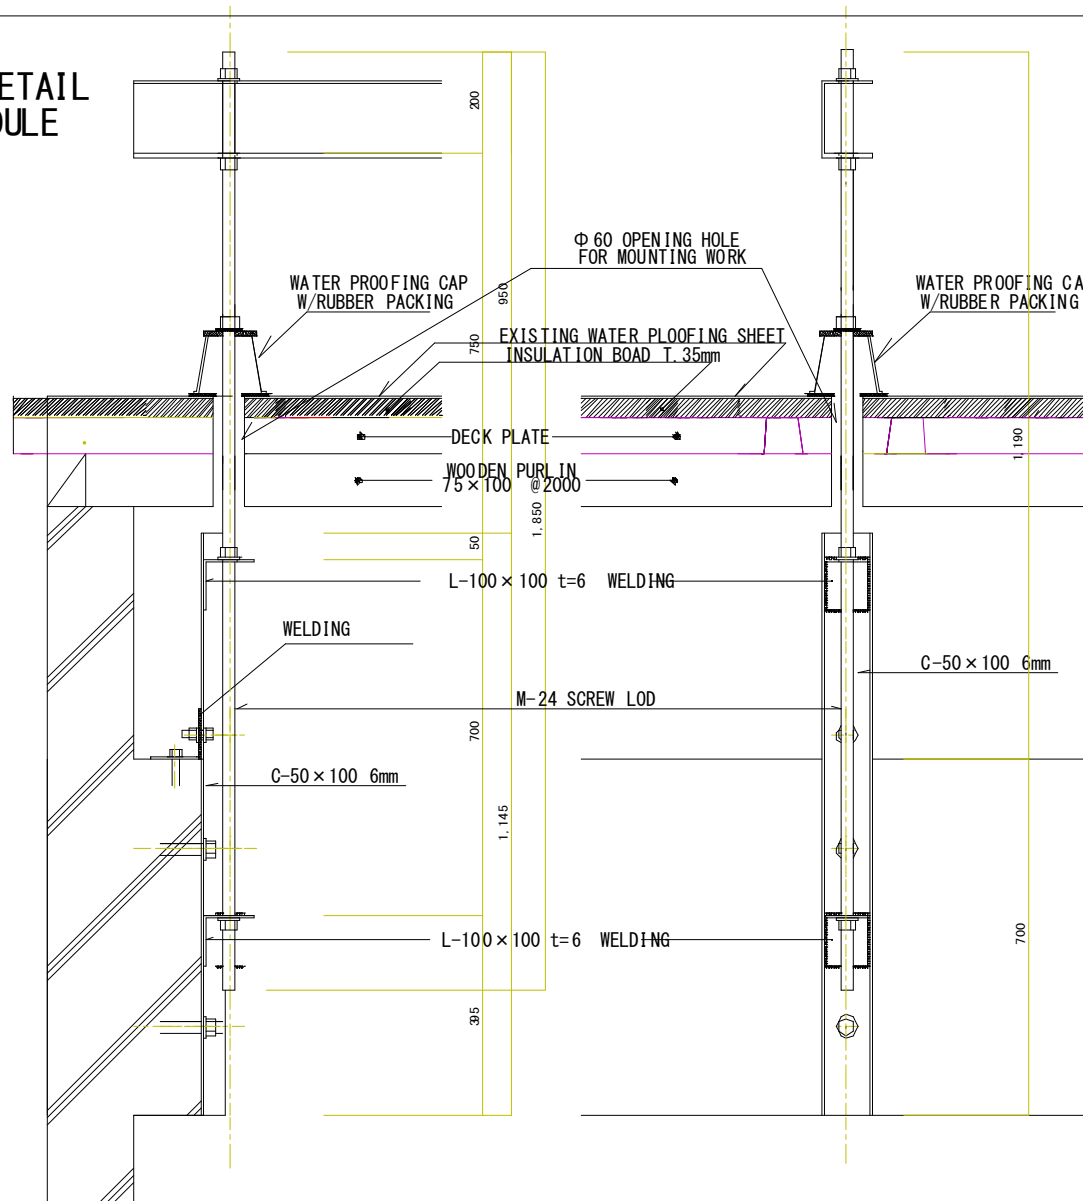 ETAIL
DULE
200
Φ60 OPENING HOLE
FOR MOUNTING WORK
WATER PROOFING CAP
W/RUBBER PACKING
950
WATER PROOFING CA
W/RUBBER PACKING
750
EXISTING WATER PLOOFING SHEET
INSULATION BOAD T.35mm
DECK PLATE
1,190
WOODEN PURLIN
75×100 @2000
1,850
50
L-100×100 t=6 WELDING
WELDING
C-50×100 6mm
M-24 SCREW LOD
700
C-50×100 6mm
1,145
L-100×100 t=6 WELDING
700
395